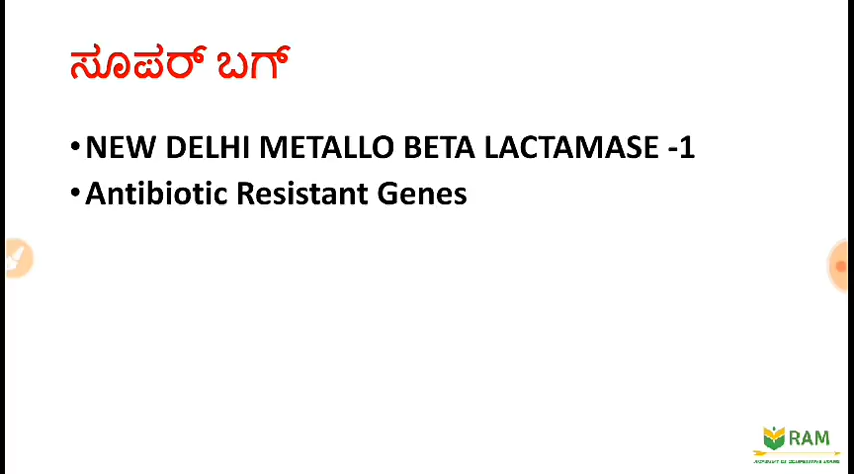 ಸೂಪರ್ ಬಗ್
•NEW DELHI METALLO BETA LACTAMASE -1
•Antibiotic Resistant Genes
RAM